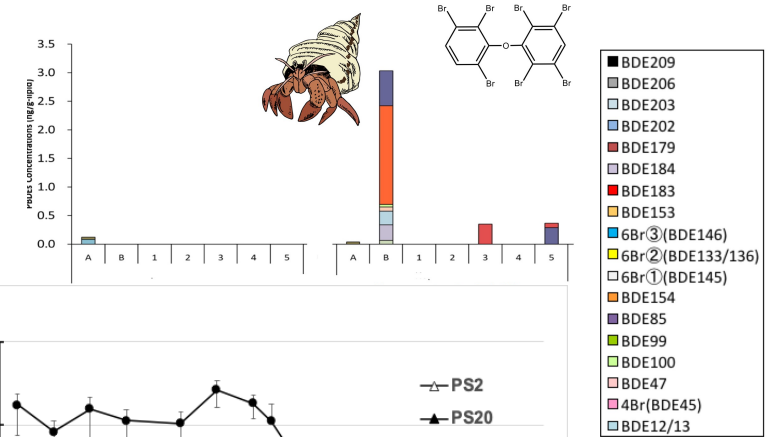 Br Br Br Br
O
Br Br Br
3.5
3.0
2.5
2.0
1.5
1.0
0.5
0.0
A B 1 2 3 4 5 A B 1 2 3 4 5
BDE209
BDE206
BDE203
BDE202
BDE179
BDE184
BDE183
BDE153
6Br③(BDE146)
6Br②(BDE133/136)
6Br①(BDE145)
BDE154
BDE85
BDE99
BDE100
BDE47
4Br(BDE45)
BDE12/13
PS2
PS20